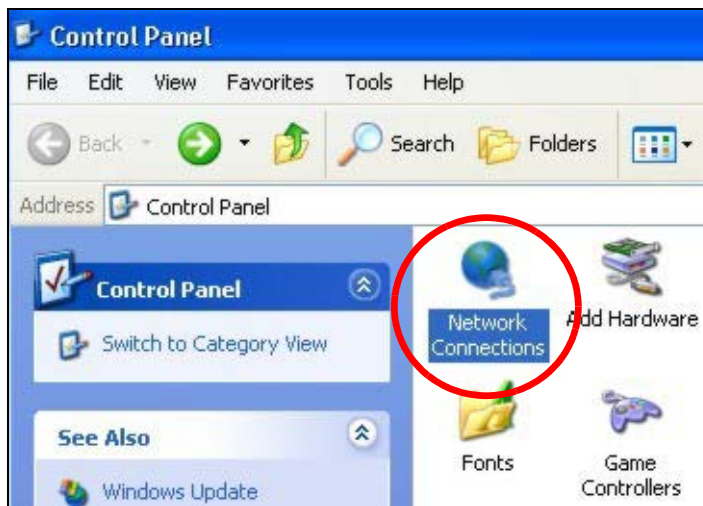 Control Panel
File Edit View Favorites Tools Help
Back Search Folders
Address Control Panel
Control Panel
Switch to Category View
See Also
Windows Update
Network
Connections
Add Hardware
Fonts
Game
Controllers